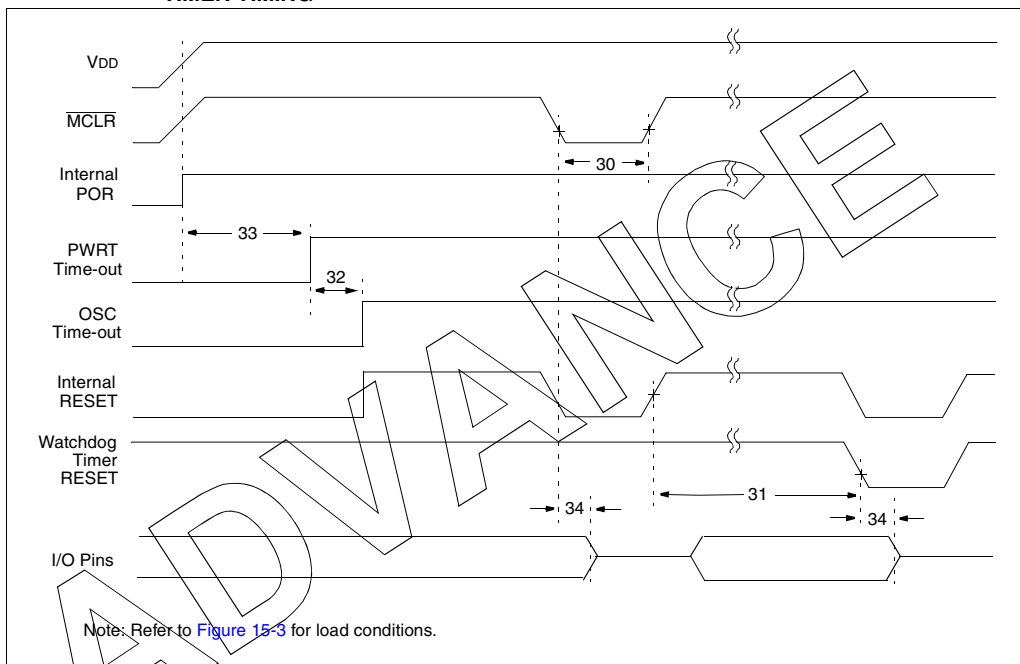 TIMER TIMING
VDD
MCLR
30
Internal
POR
33
PWRT
Time-out
32
OSC
Time-out
Internal
RESET
Watchdog
Timer
RESET
31
34
34
I/O Pins
Note: Refer to Figure 15-3 for load conditions.
ADVANCE